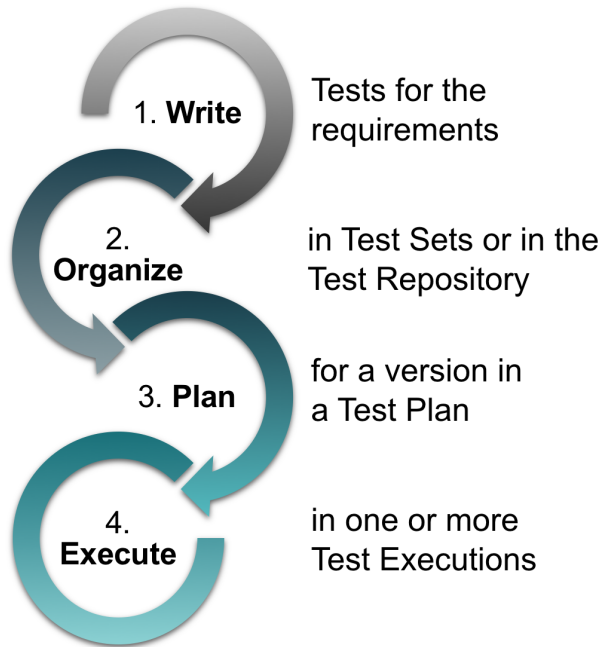 1. Write
Tests for the
requirements
2.
Organize
in Test Sets or in the
Test Repository
3. Plan
for a version in
a Test Plan
4.
Execute
in one or more
Test Executions